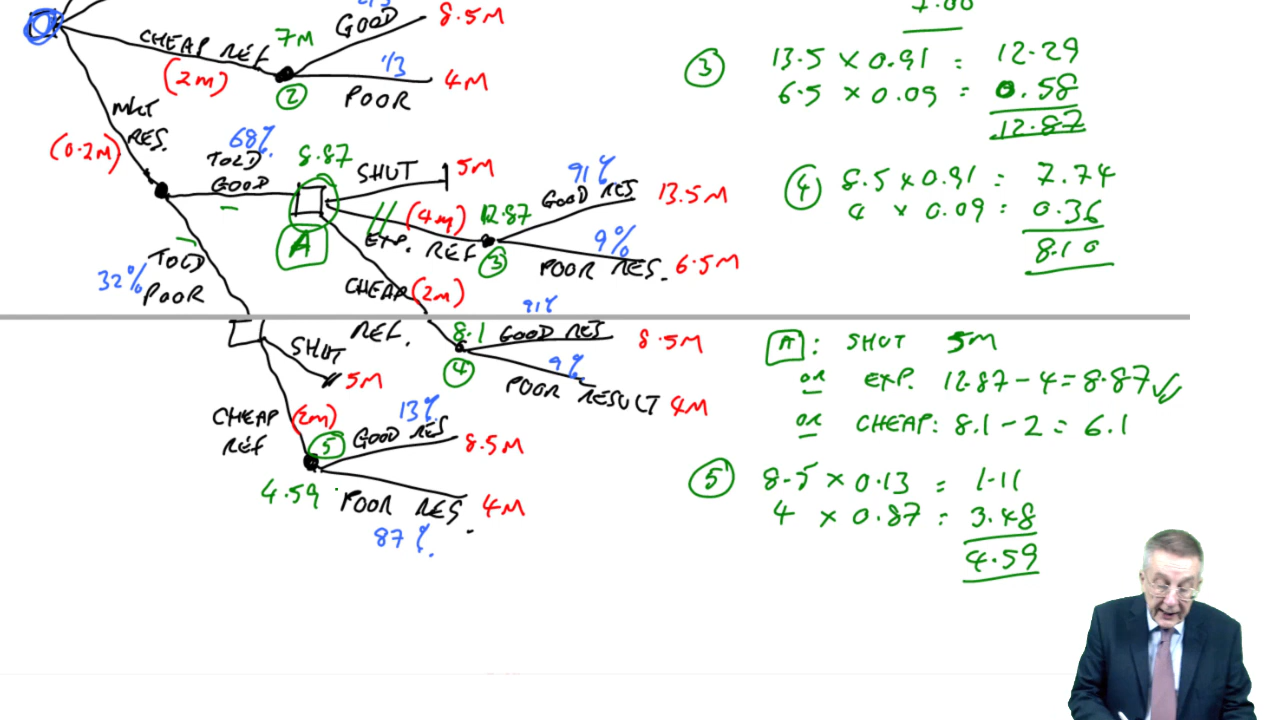 GOOD 8.5M
7.00
CHEAP REF 7M
(2m)
1/3
4M
2
POOR
3 13.5 x 0.91 = 12.29
6.5 x 0.09 = 0.58
12.87
MKT
RES.
(0.2M)
68%
TOLD
GOOD
8.87
SHUT 5M
A
(4m)
EXP. REF
12.87
3
91%
GOOD RES 13.5M
9%
POOR RES. 6.5M
4 8.5 x 0.91 = 7.74
4 x 0.09 = 0.36
8.10
TOLD
32% POOR
CHEAP (2m)
REF.
8.1
4
91%
GOOD RES 8.5M
9%
POOR RESULT 4M
SHUT
5M
A: SHUT 5M
OR EXP. 12.87 - 4 = 8.87
OR CHEAP: 8.1 - 2 = 6.1
CHEAP (2m)
REF
5
13%
GOOD RES 8.5M
4.59 POOR RES. 4M
87%.
5 8.5 x 0.13 = 1.11
4 x 0.87 = 3.48
4.59